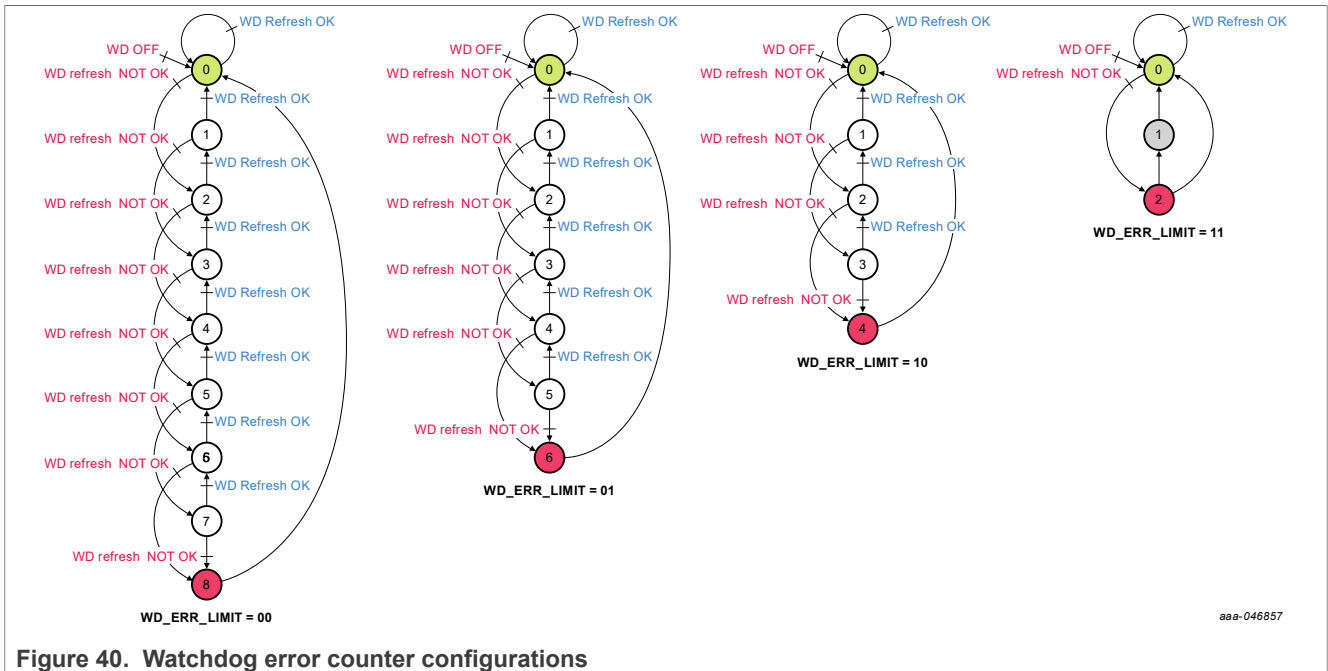 WD Refresh OK
WD OFF
WD refresh NOT OK
0
WD Refresh OK
WD refresh NOT OK
1
WD Refresh OK
WD refresh NOT OK
2
WD Refresh OK
WD refresh NOT OK
3
WD Refresh OK
WD refresh NOT OK
4
WD Refresh OK
WD refresh NOT OK
5
WD Refresh OK
WD refresh NOT OK
6
WD Refresh OK
7
WD refresh NOT OK
8
WD_ERR_LIMIT = 00
WD Refresh OK
WD OFF
WD refresh NOT OK
0
WD Refresh OK
WD refresh NOT OK
1
WD Refresh OK
WD refresh NOT OK
2
WD Refresh OK
WD refresh NOT OK
3
WD Refresh OK
WD refresh NOT OK
4
WD Refresh OK
5
WD refresh NOT OK
6
WD_ERR_LIMIT = 01
WD Refresh OK
WD OFF
WD refresh NOT OK
0
WD Refresh OK
WD refresh NOT OK
1
WD Refresh OK
WD refresh NOT OK
2
WD Refresh OK
3
WD refresh NOT OK
4
WD_ERR_LIMIT = 10
WD Refresh OK
WD OFF
WD refresh NOT OK
0
1
2
WD_ERR_LIMIT = 11
aaa-046857
Figure 40. Watchdog error counter configurations